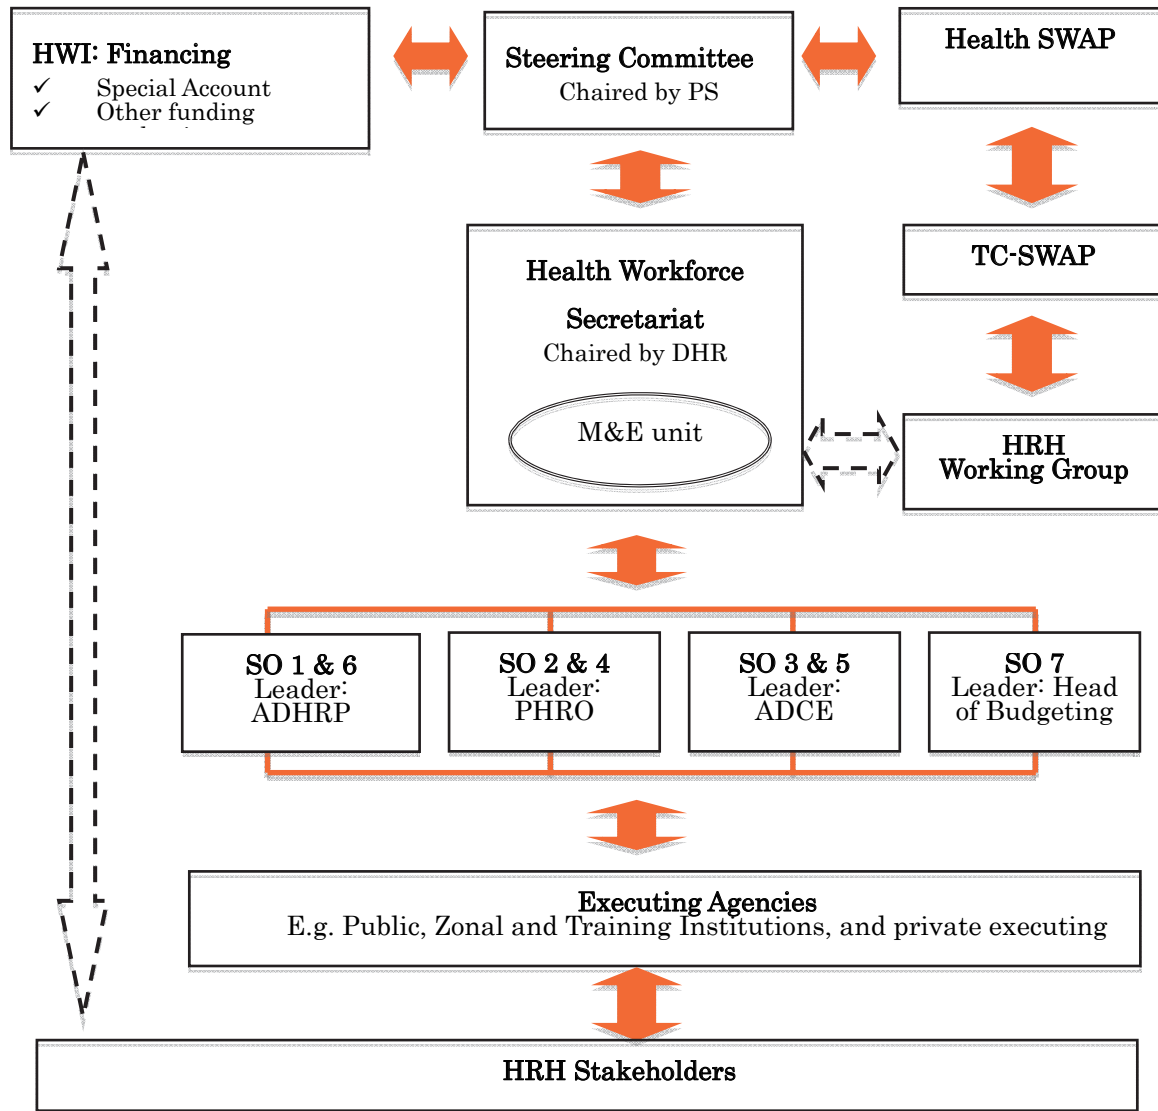 HWI: Financing
✓ Special Account
✓ Other funding
Steering Committee
Chaired by PS
Health SWAP
TC-SWAP
Health Workforce
Secretariat
Chaired by DHR
M&E unit
HRH
Working Group
SO 1 & 6
Leader:
ADHRP
SO 2 & 4
Leader:
PHRO
SO 3 & 5
Leader:
ADCE
SO 7
Leader: Head
of Budgeting
Executing Agencies
E.g. Public, Zonal and Training Institutions, and private executing
HRH Stakeholders